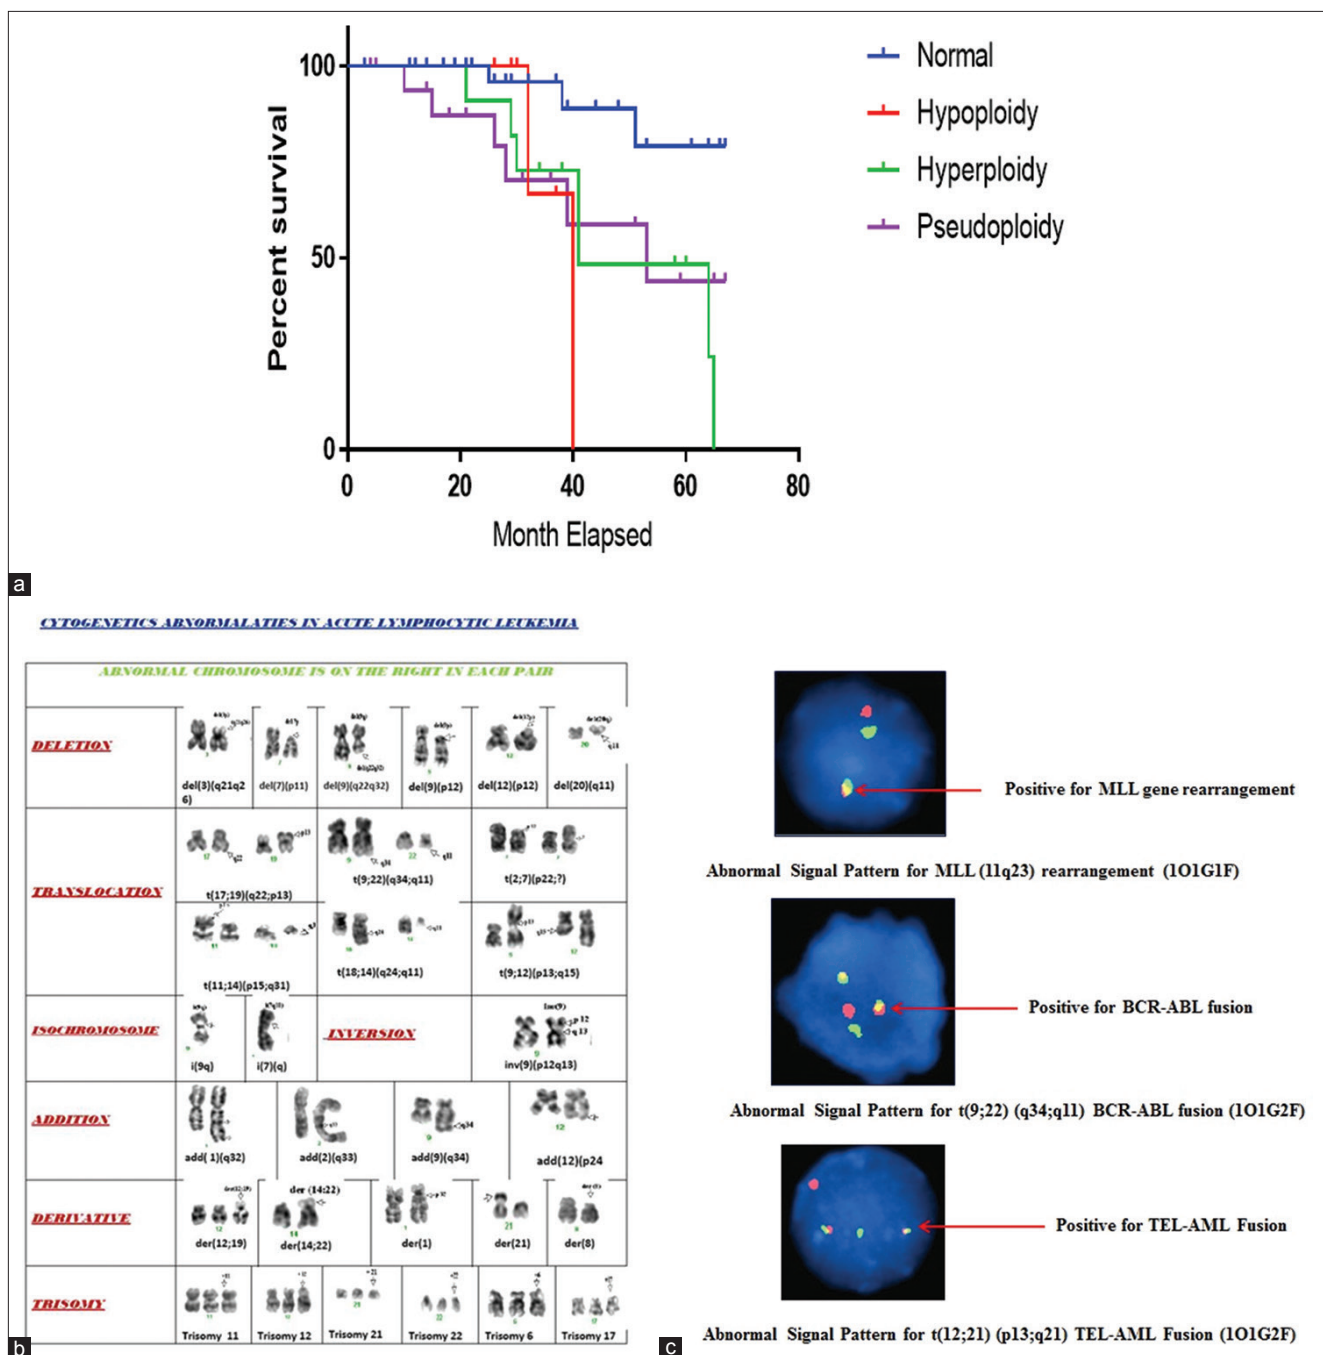 100
50
0
0 20 40 60 80
Percent survival
Month Elapsed
Normal
Hypoploidy
Hyperploidy
Pseudoploidy
a
CYTOGENETICS ABNORMALATIES IN ACUTE LYMPHOCYTIC LEUKEMIA
ABNORMAL CHROMOSOME IS ON THE RIGHT IN EACH PAIR
DELETION
del(3)(q21q2
6)
del(7)(p11)
del(9)(q22q32)
del(9)(p12)
del(12)(p12)
del(20)(q11)
TRANSLOCATION
t(17;19)(q22;p13)
t(9;22)(q34;q11)
t(2;7)(p22;?)
t(11;14)(p15;q31)
t(18;14)(q24;q11)
t(9;12)(p13;q15)
ISOCHROMOSOME
i(9q)
i(7)(q)
INVERSION
inv(9)
p 12
q 13
inv(9)(p12q13)
ADDITION
add( 1)(q32)
add(2)(q33)
add(9)(q34)
add(12)(p24
DERIVATIVE
der(12;19)
der (14:22)
der(14;22)
der(1)
der(21)
der(8)
TRISOMY
Trisomy 11
Trisomy 12
Trisomy 21
Trisomy 22
Trisomy 6
Trisomy 17
b
Positive for MLL gene rearrangement
Abnormal Signal Pattern for MLL (11q23) rearrangement (1O1G1F)
Positive for BCR-ABL fusion
Abnormal Signal Pattern for t(9;22) (q34;q11) BCR-ABL fusion (1O1G2F)
Positive for TEL-AML Fusion
Abnormal Signal Pattern for t(12;21) (p13;q21) TEL-AML Fusion (1O1G2F)
c